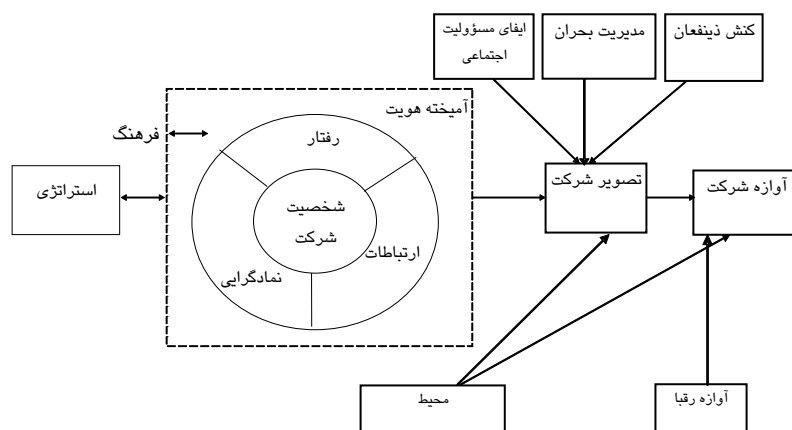 ایفای مسؤولیت
اجتماعی
مدیریت بحران
کنش ذینفعان
آمیخته هویت
فرهنگ
رفتار
استراتژی
شخصیت
شرکت
ارتباطات
نمادگرایی
تصویر شرکت
آوازه شرکت
محیط
آوازه رقبا